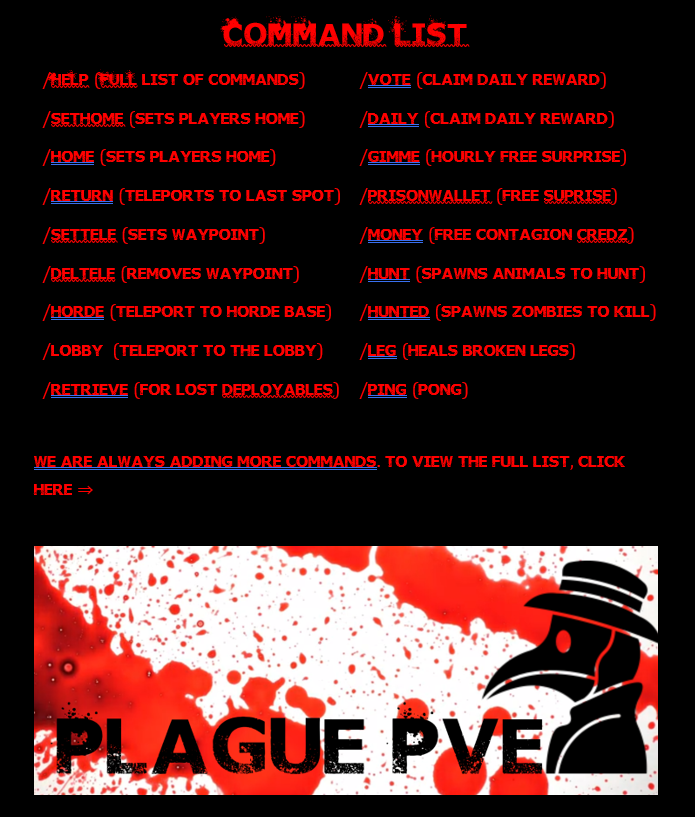 COMMAND LIST
/HELP (FULL LIST OF COMMANDS)
/SETHOME (SETS PLAYERS HOME)
/HOME (SETS PLAYERS HOME)
/RETURN (TELEPORTS TO LAST SPOT)
/SETTELE (SETS WAYPOINT)
/DELTELE (REMOVES WAYPOINT)
/HORDE (TELEPORT TO HORDE BASE)
/LOBBY (TELEPORT TO THE LOBBY)
/RETRIEVE (FOR LOST DEPLOYABLES)
/VOTE (CLAIM DAILY REWARD)
/DAILY (CLAIM DAILY REWARD)
/GIMME (HOURLY FREE SURPRISE)
/PRISONWALLET (FREE SUPRISE)
/MONEY (FREE CONTAGION CREDZ)
/HUNT (SPAWNS ANIMALS TO HUNT)
/HUNTED (SPAWNS ZOMBIES TO KILL)
/LEG (HEALS BROKEN LEGS)
/PING (PONG)
WE ARE ALWAYS ADDING MORE COMMANDS. TO VIEW THE FULL LIST, CLICK
HERE ⇒
PLAGUE PVE